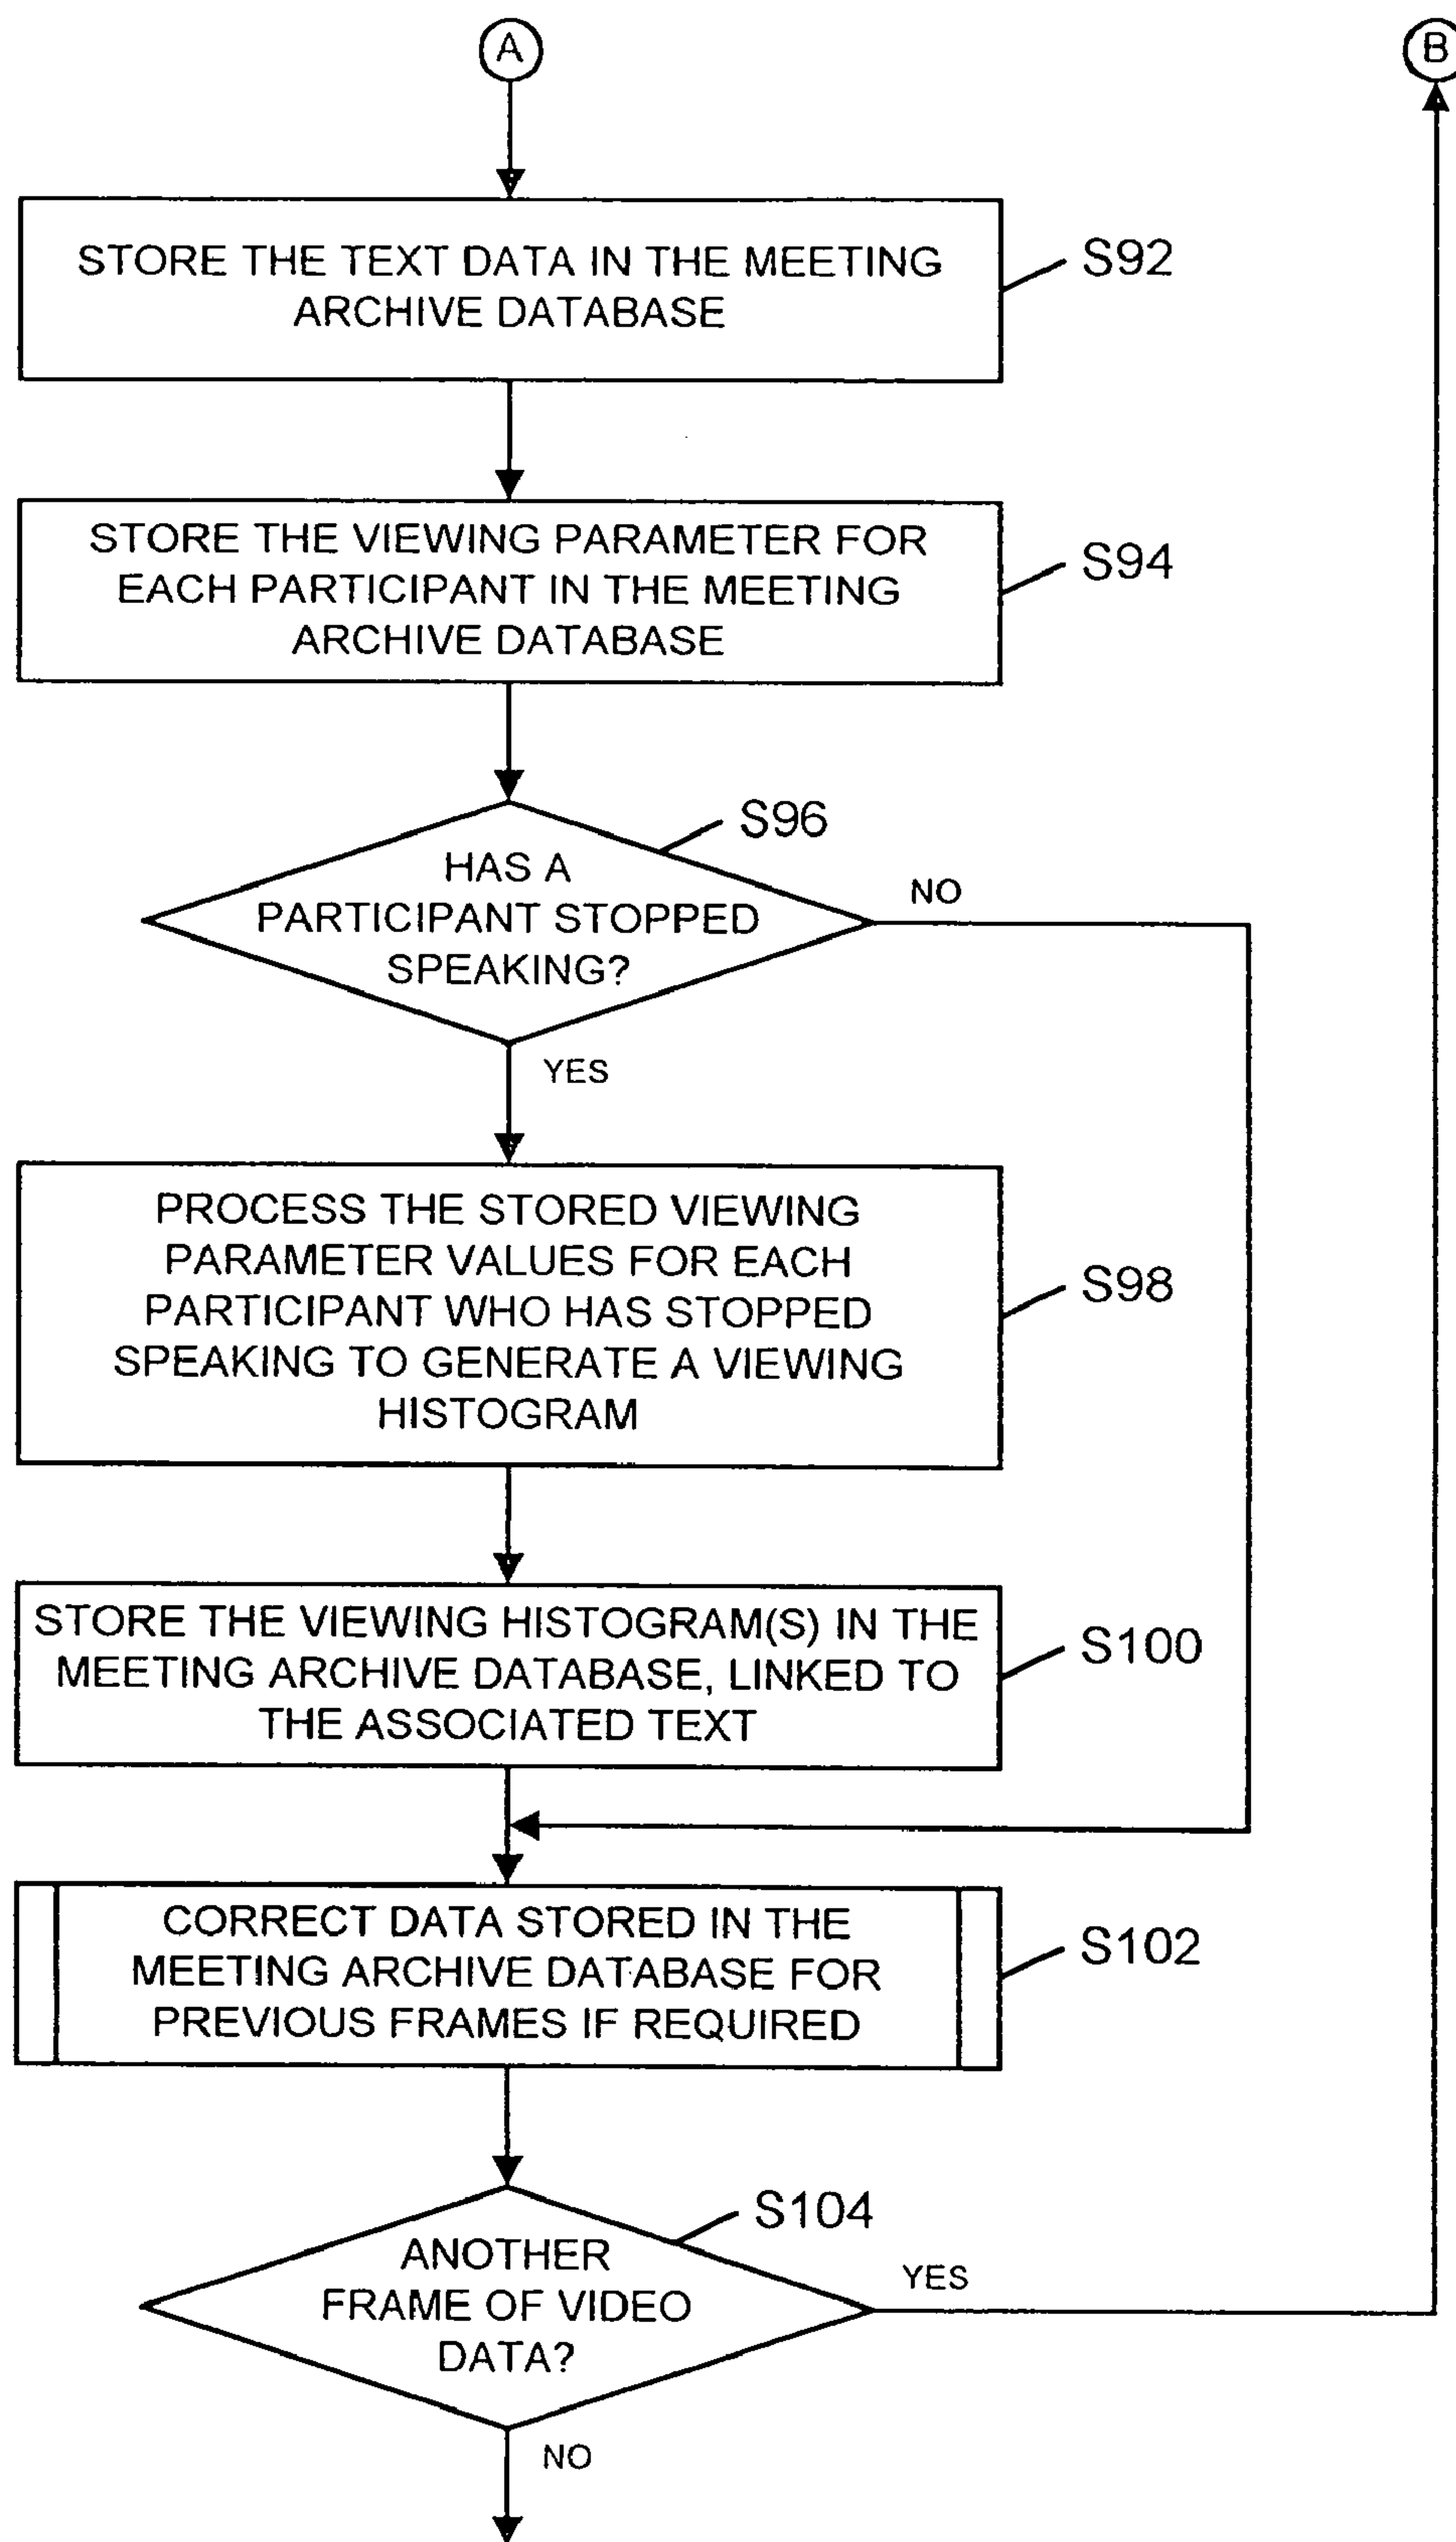 A
B
STORE THE TEXT DATA IN THE MEETING
ARCHIVE DATABASE
S92
STORE THE VIEWING PARAMETER FOR
EACH PARTICIPANT IN THE MEETING
ARCHIVE DATABASE
S94
S96
HAS A
PARTICIPANT STOPPED
SPEAKING?
NO
YES
PROCESS THE STORED VIEWING
PARAMETER VALUES FOR EACH
PARTICIPANT WHO HAS STOPPED
SPEAKING TO GENERATE A VIEWING
HISTOGRAM
S98
STORE THE VIEWING HISTOGRAM(S) IN THE
MEETING ARCHIVE DATABASE, LINKED TO
THE ASSOCIATED TEXT
S100
CORRECT DATA STORED IN THE
MEETING ARCHIVE DATABASE FOR
PREVIOUS FRAMES IF REQUIRED
S102
S104
ANOTHER
FRAME OF VIDEO
DATA?
YES
NO